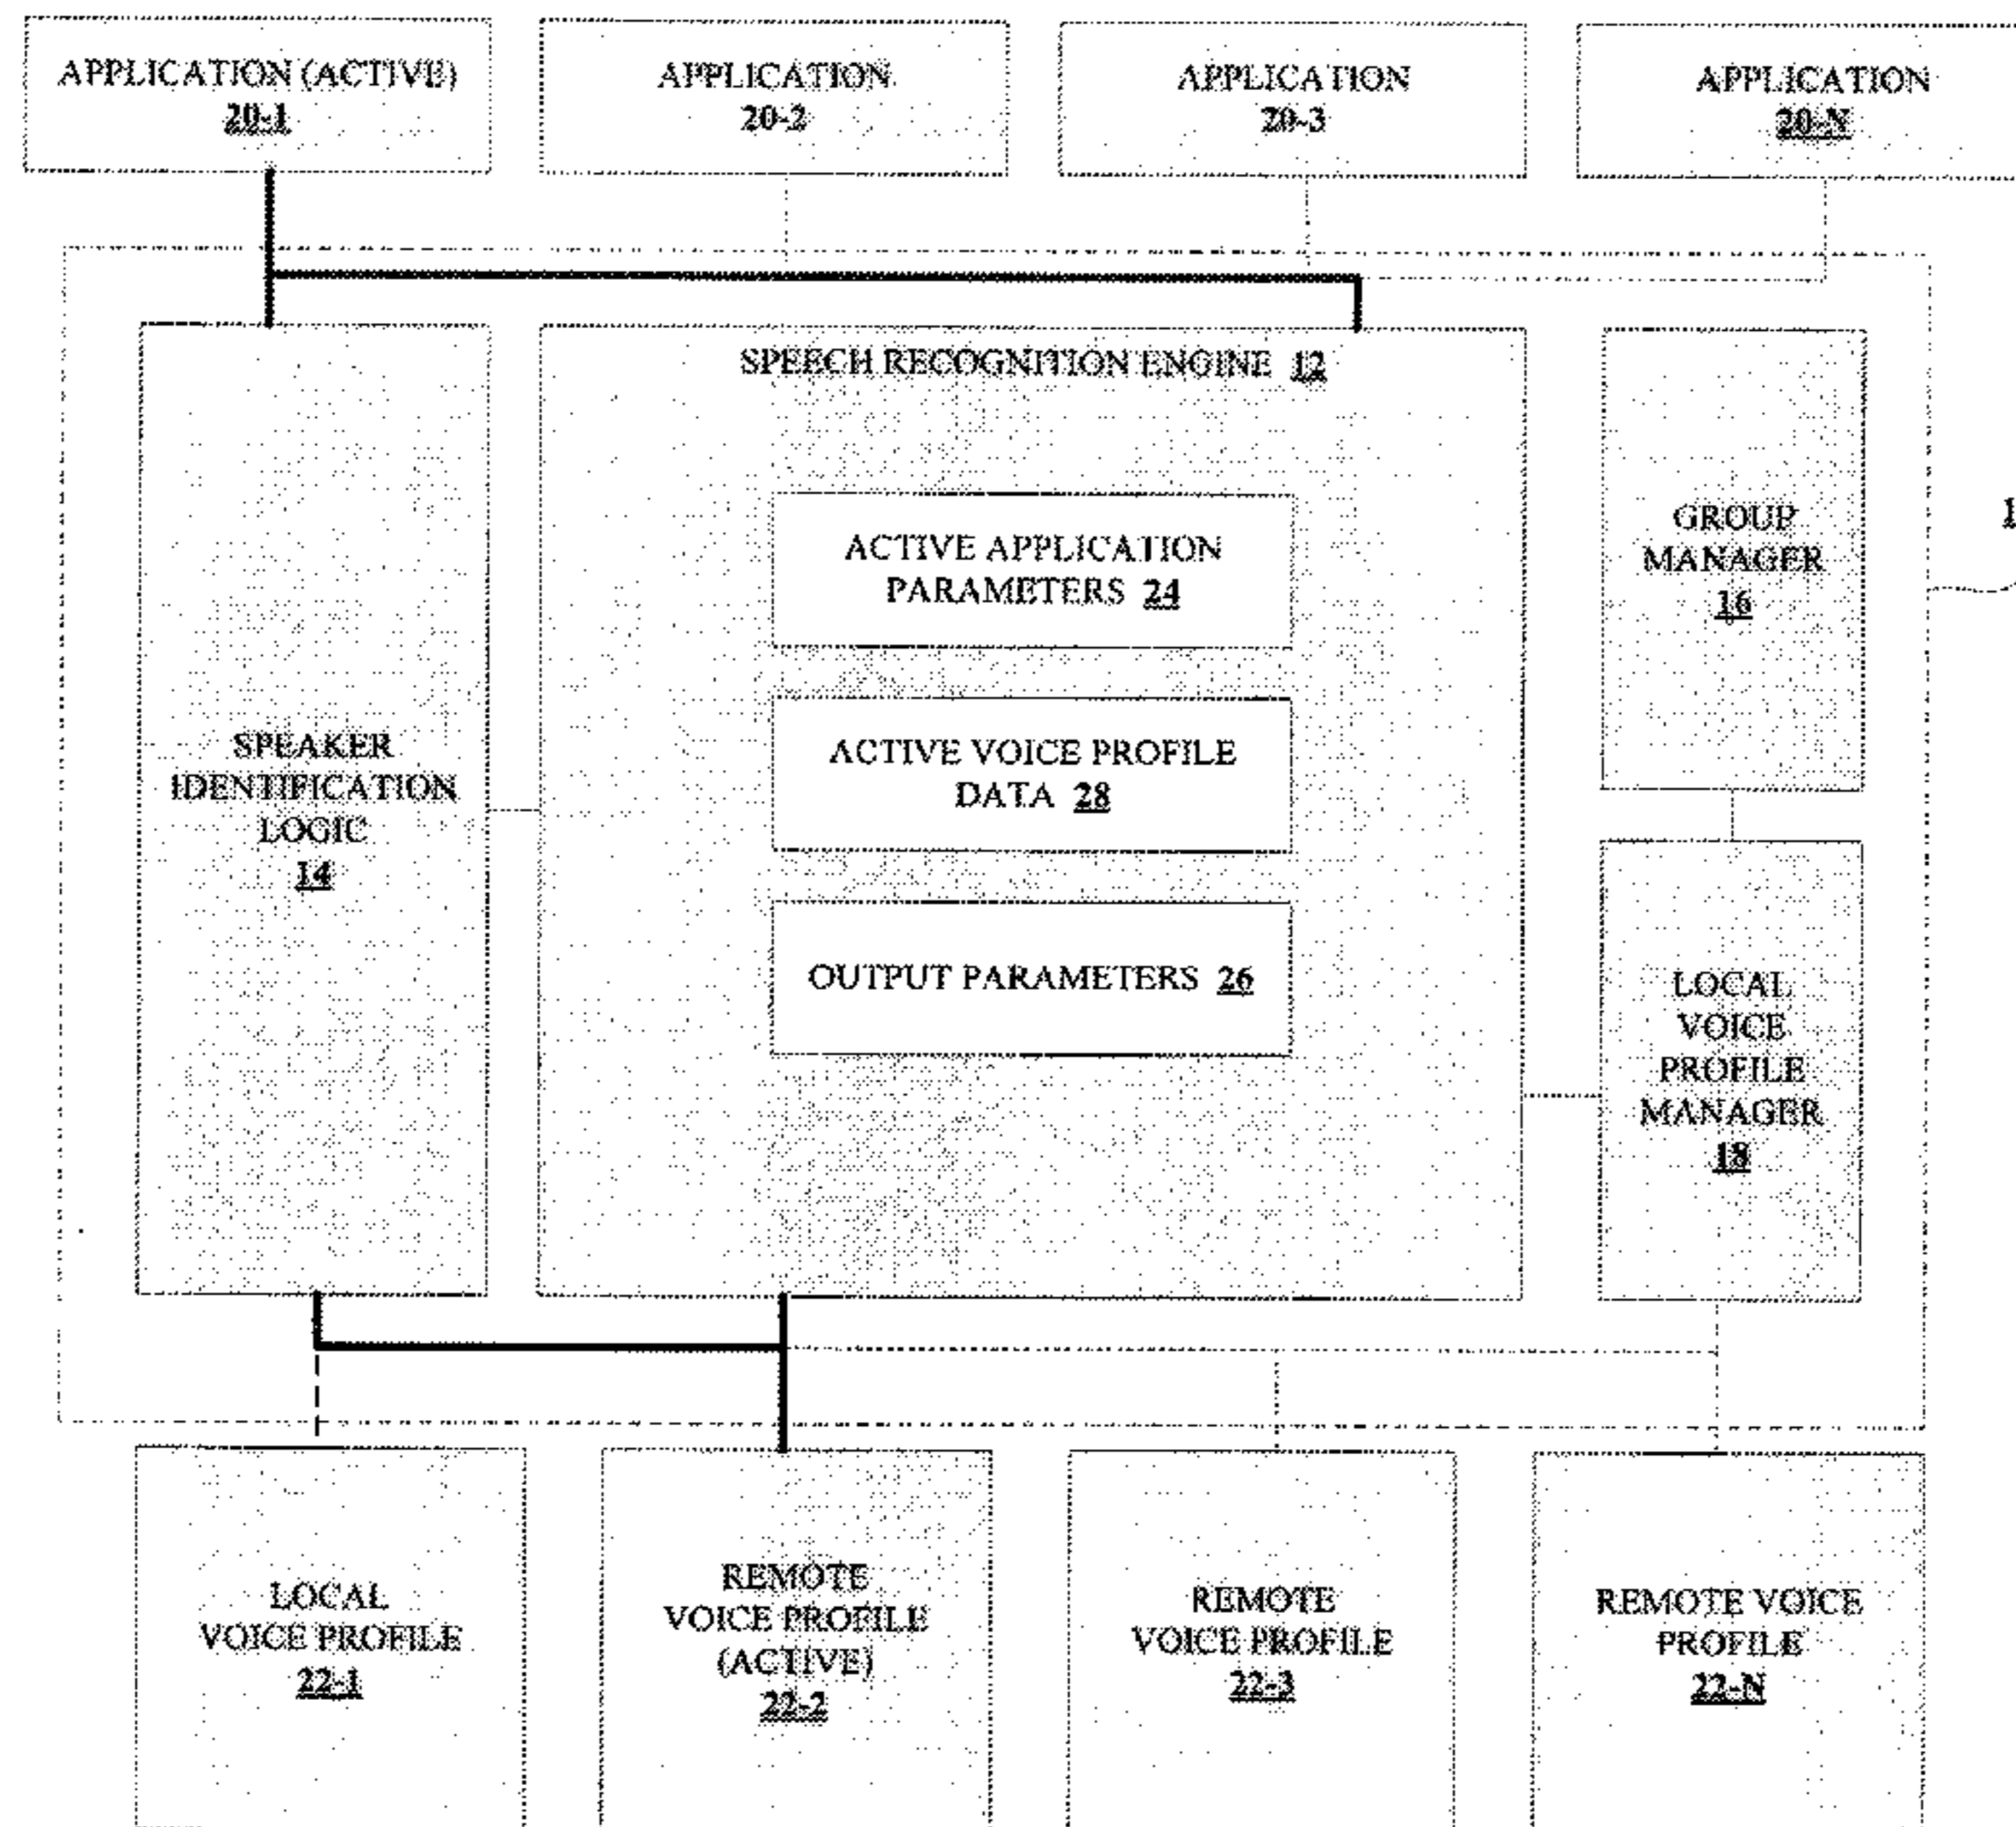 APPLICATION (ACTIVE)
20-1
APPLICATION
20-2
APPLICATION
20-3
APPLICATION
20-N
SPEECH RECOGNITION ENGINE 12
ACTIVE APPLICATION
PARAMETERS 24
ACTIVE VOICE PROFILE
DATA 28
OUTPUT PARAMETERS 26
SPEAKER
IDENTIFICATION
LOGIC
14
GROUP
MANAGER
16
LOCAL
VOICE
PROFILE
MANAGER
18
LOCAL
VOICE PROFILE
22-1
REMOTE
VOICE PROFILE
(ACTIVE)
22-2
REMOTE
VOICE PROFILE
22-3
REMOTE VOICE
PROFILE
22-N